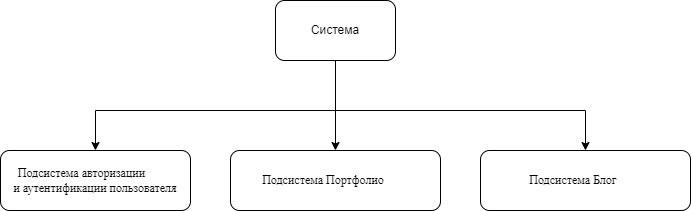 Система
Подсистема авторизации
и аутентификации пользователя
Подсистема Портфолио
Подсистема Блог